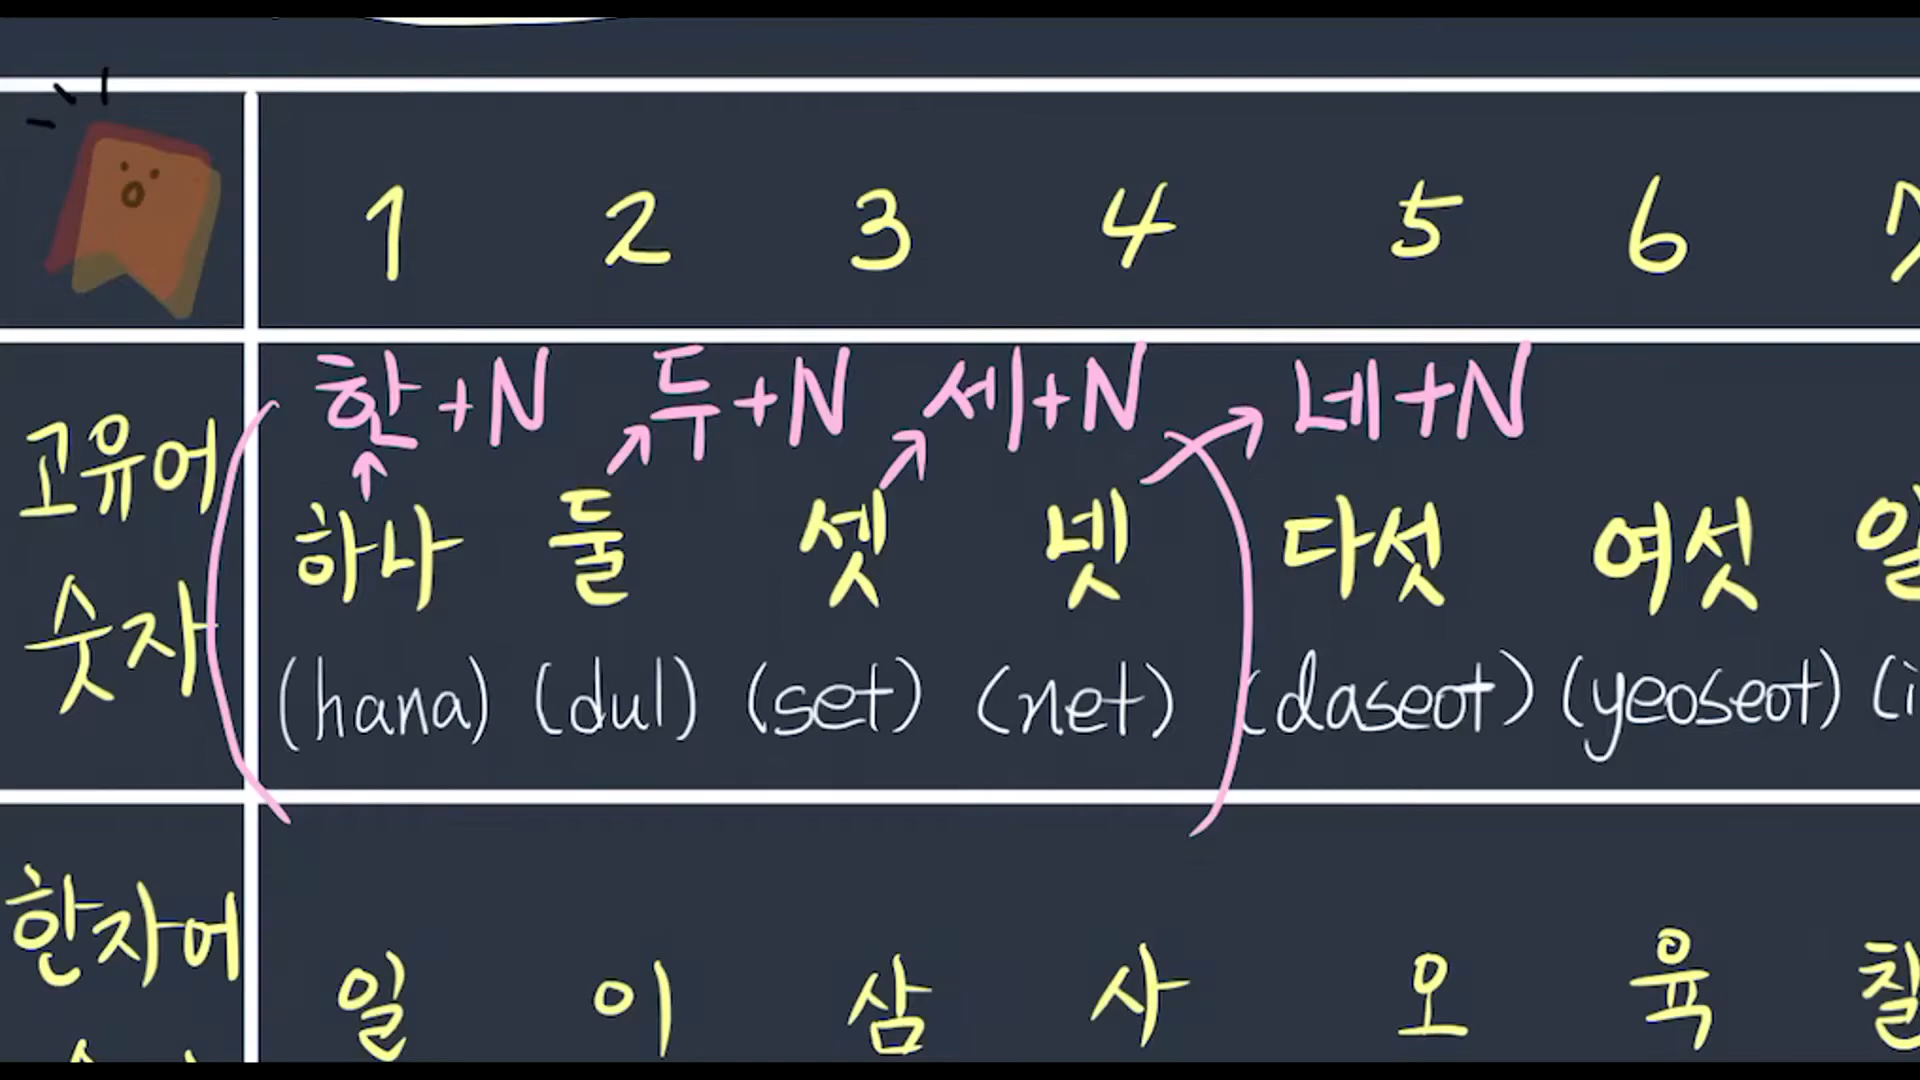 1 2 3 4 5 6 7
한+N 두+N 세+N 네+N
고유어 숫자
하나 둘 셋 넷 다섯 여섯
(hana) (dul) (set) (net) (daseot) (yeoseot) (i
한자어
일 이 삼 사 오 육 칠